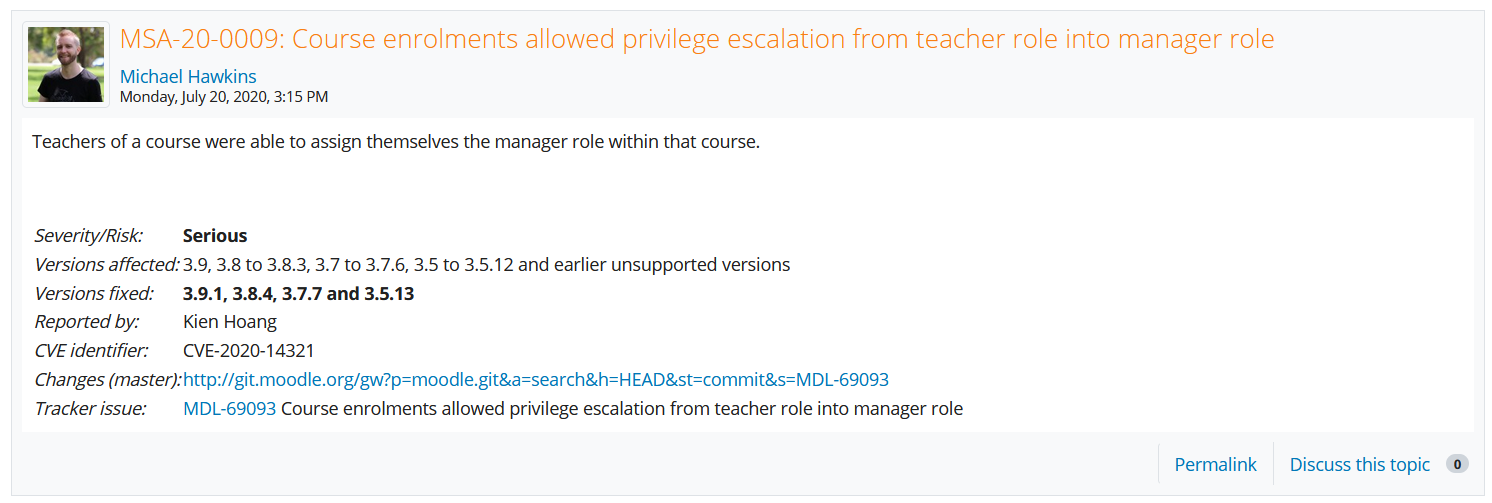 MSA-20-0009: Course enrolments allowed privilege escalation from teacher role into manager role
Michael Hawkins
Monday, July 20, 2020, 3:15 PM
Teachers of a course were able to assign themselves the manager role within that course.
Severity/Risk: Serious
Versions affected: 3.9, 3.8 to 3.8.3, 3.7 to 3.7.6, 3.5 to 3.5.12 and earlier unsupported versions
Versions fixed: 3.9.1, 3.8.4, 3.7.7 and 3.5.13
Reported by: Kien Hoang
CVE identifier: CVE-2020-14321
Changes (master): http://git.moodle.org/gw?p=moodle.git&a=search&h=HEAD&st=commit&s=MDL-69093
Tracker issue: MDL-69093 Course enrolments allowed privilege escalation from teacher role into manager role
Permalink Discuss this topic 0